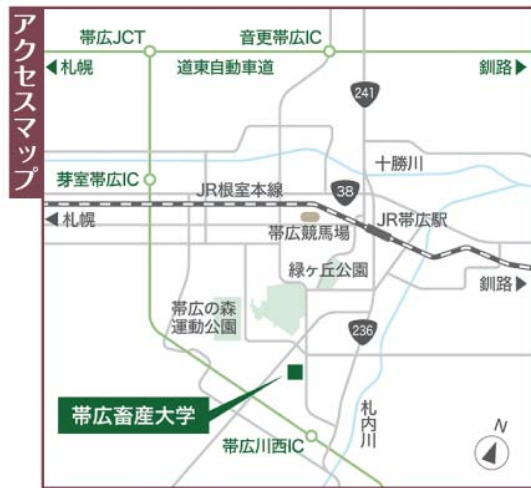 アクセスマップ
帯広JCT
音更帯広IC
◀札幌
道東自動車道
釧路▶
241
十勝川
芽室帯広IC
38
JR根室本線
◀札幌
帯広競馬場
JR帯広駅
緑ヶ丘公園
釧路▶
帯広の森
運動公園
236
帯広畜産大学
札内川
帯広川西IC
N